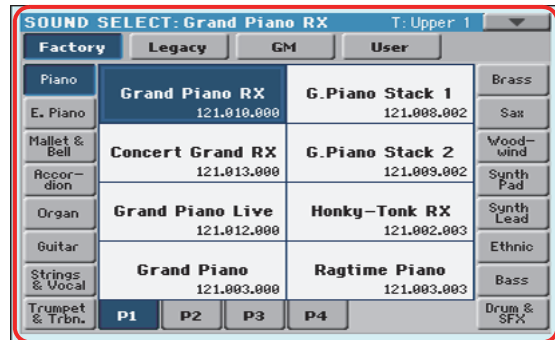 SOUND SELECT: Grand Piano RX T: Upper 1
Factory Legacy GM User
Piano
E. Piano
Mallet &
Bell
Accor-
dion
Organ
Guitar
Strings
& Vocal
Trumpet
& Trbn.
Grand Piano RX
121.010.000
G.Piano Stack 1
121.008.002
Concert Grand RX
121.013.000
G.Piano Stack 2
121.009.002
Grand Piano Live
121.012.000
Honky-Tonk RX
121.002.003
Grand Piano
121.003.000
Ragtime Piano
121.003.003
P1 P2 P3 P4
Brass
Sax
Wood-
wind
Synth
Pad
Synth
Lead
Ethnic
Bass
Drum &
SFX